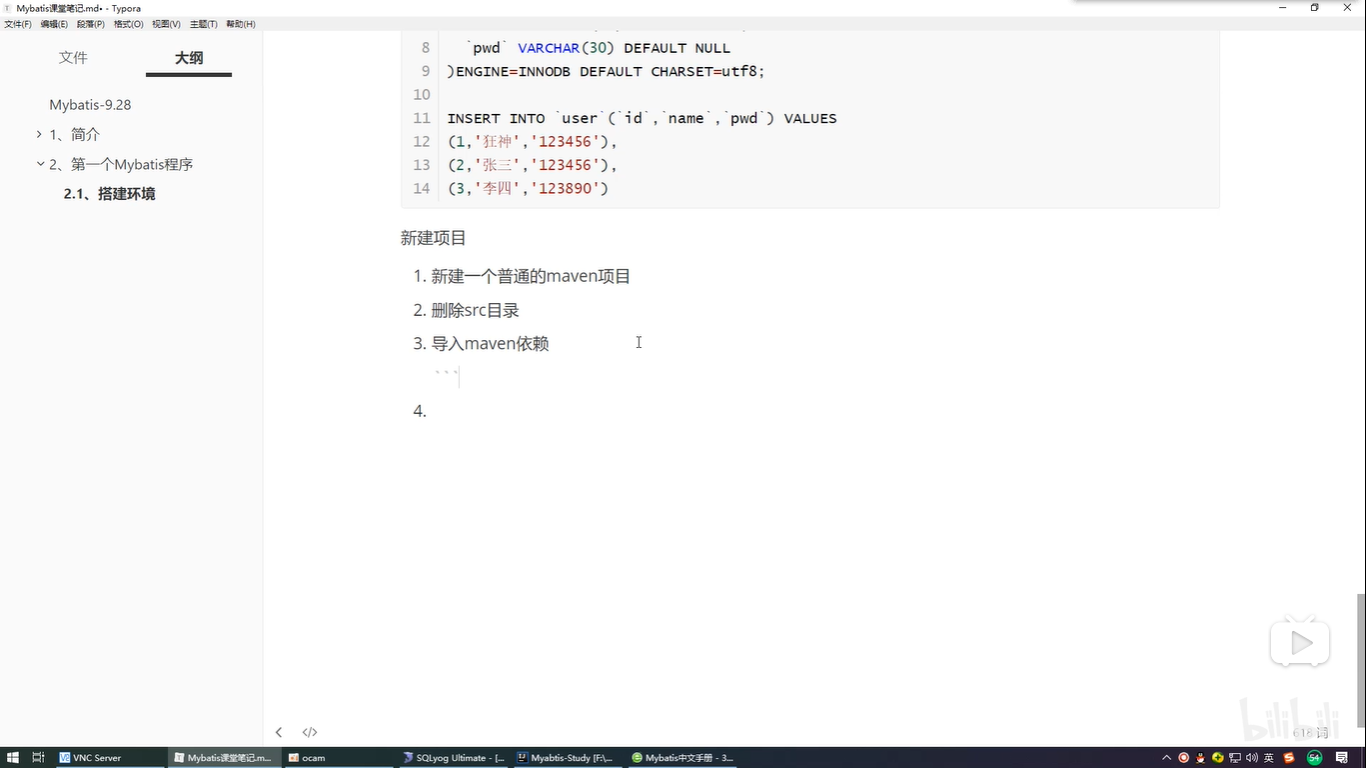 Mybatis课堂笔记.md• - Typora
文件(F) 编辑(E) 段落(P) 格式(O) 视图(V) 主题(T) 帮助(H)
文件 大纲
Mybatis-9.28
1、简介
2、第一个Mybatis程序
2.1、搭建环境
8 `pwd` VARCHAR(30) DEFAULT NULL
9 )ENGINE=INNODB DEFAULT CHARSET=utf8;
10
11 INSERT INTO `user`(`id`,`name`,`pwd`) VALUES
12 (1,'狂神','123456'),
13 (2,'张三','123456'),
14 (3,'李四','123890')
新建项目
1. 新建一个普通的maven项目
2. 删除src目录
3. 导入maven依赖
```
4.
bilibili
616 词
VNC Server
Mybatis课堂笔记.m...
ocam
SQLyog Ultimate - [...
Myabtis-Study [F:\...
Mybatis中文手册 - 3...
英
54